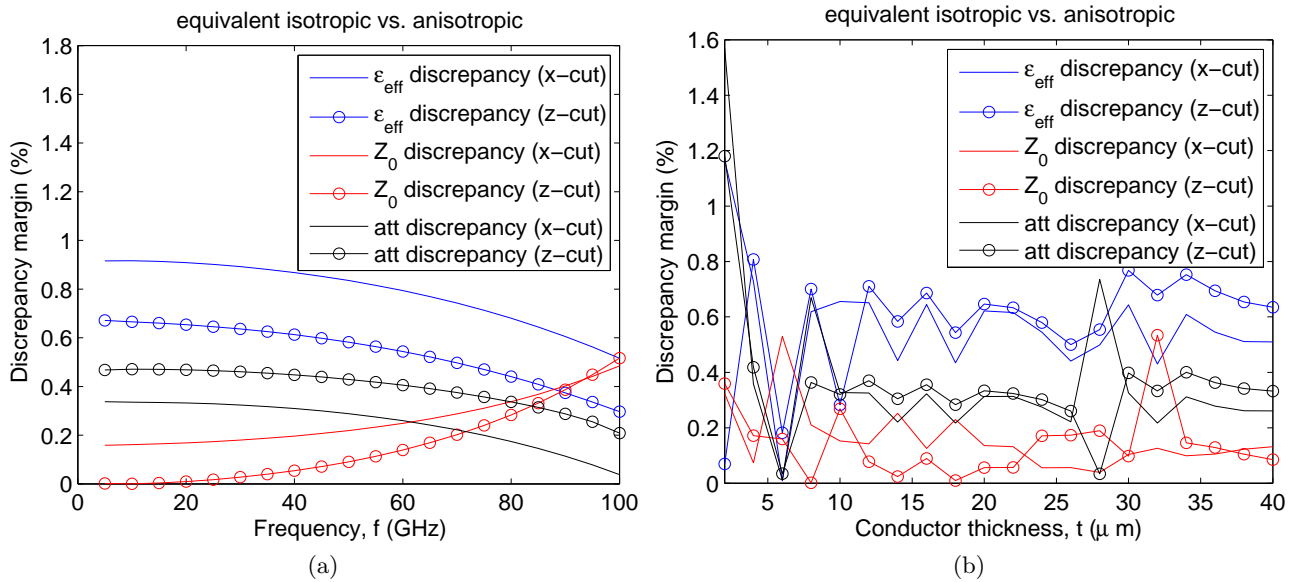 equivalent isotropic vs. anisotropic
Discrepancy margin (%)
1.8
1.6
1.4
1.2
1
0.8
0.6
0.4
0.2
0
0
20
40
60
80
100
Frequency, f (GHz)
ε_eff discrepancy (x−cut)
ε_eff discrepancy (z−cut)
Z_0 discrepancy (x−cut)
Z_0 discrepancy (z−cut)
att discrepancy (x−cut)
att discrepancy (z−cut)
(a)
equivalent isotropic vs. anisotropic
Discrepancy margin (%)
1.6
1.4
1.2
1
0.8
0.6
0.4
0.2
0
5
10
15
20
25
30
35
40
Conductor thickness, t (μ m)
ε_eff discrepancy (x−cut)
ε_eff discrepancy (z−cut)
Z_0 discrepancy (x−cut)
Z_0 discrepancy (z−cut)
att discrepancy (x−cut)
att discrepancy (z−cut)
(b)